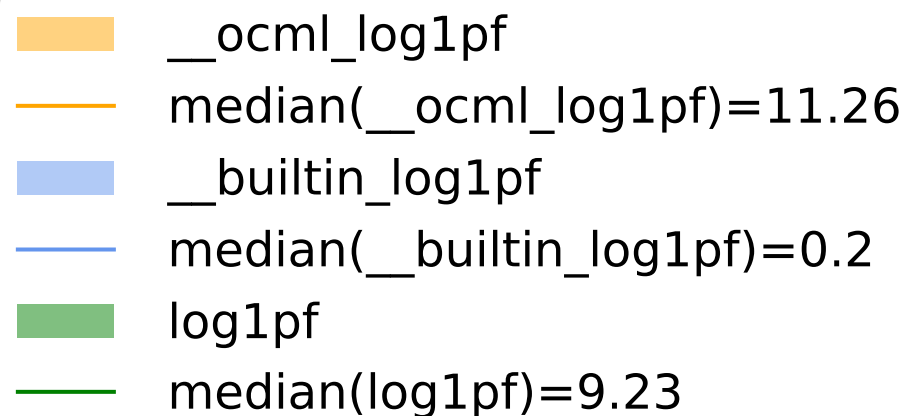 __ocml_log1pf
median(__ocml_log1pf)=11.26
__builtin_log1pf
median(__builtin_log1pf)=0.2
log1pf
median(log1pf)=9.23